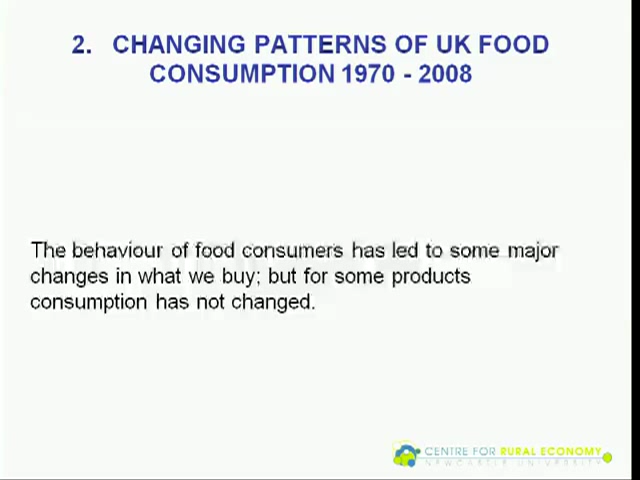 2. CHANGING PATTERNS OF UK FOOD
CONSUMPTION 1970 - 2008
The behaviour of food consumers has led to some major
changes in what we buy; but for some products
consumption has not changed.
CENTRE FOR RURAL ECONOMY
NEWCASTLE UNIVERSITY